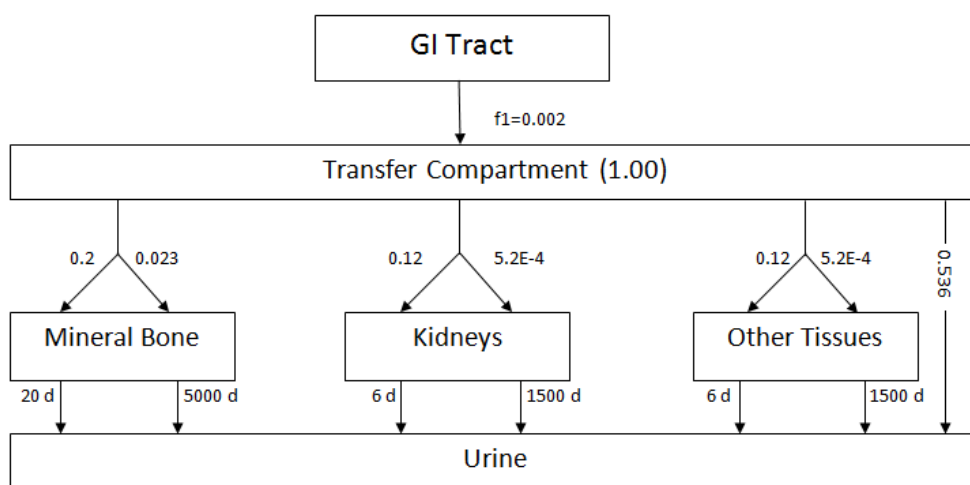 GI Tract
f1=0.002
Transfer Compartment (1.00)
0.2 0.023 0.12 5.2E-4 0.12 5.2E-4 0.536
Mineral Bone Kidneys Other Tissues
20 d 5000 d 6 d 1500 d 6 d 1500 d
Urine